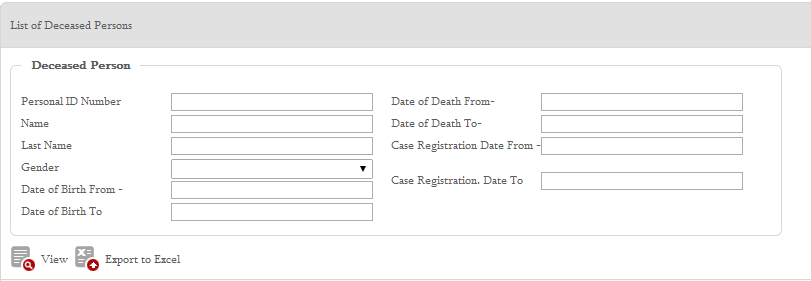 List of Deceased Persons
Deceased Person
Personal ID Number
Name
Last Name
Gender
Date of Birth From -
Date of Birth To
Date of Death From-
Date of Death To-
Case Registration Date From -
Case Registration. Date To
View
Export to Excel